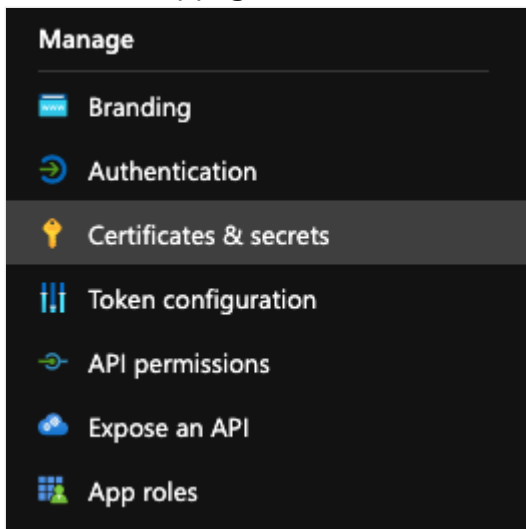 Manage
Branding
Authentication
Certificates & secrets
Token configuration
API permissions
Expose an API
App roles